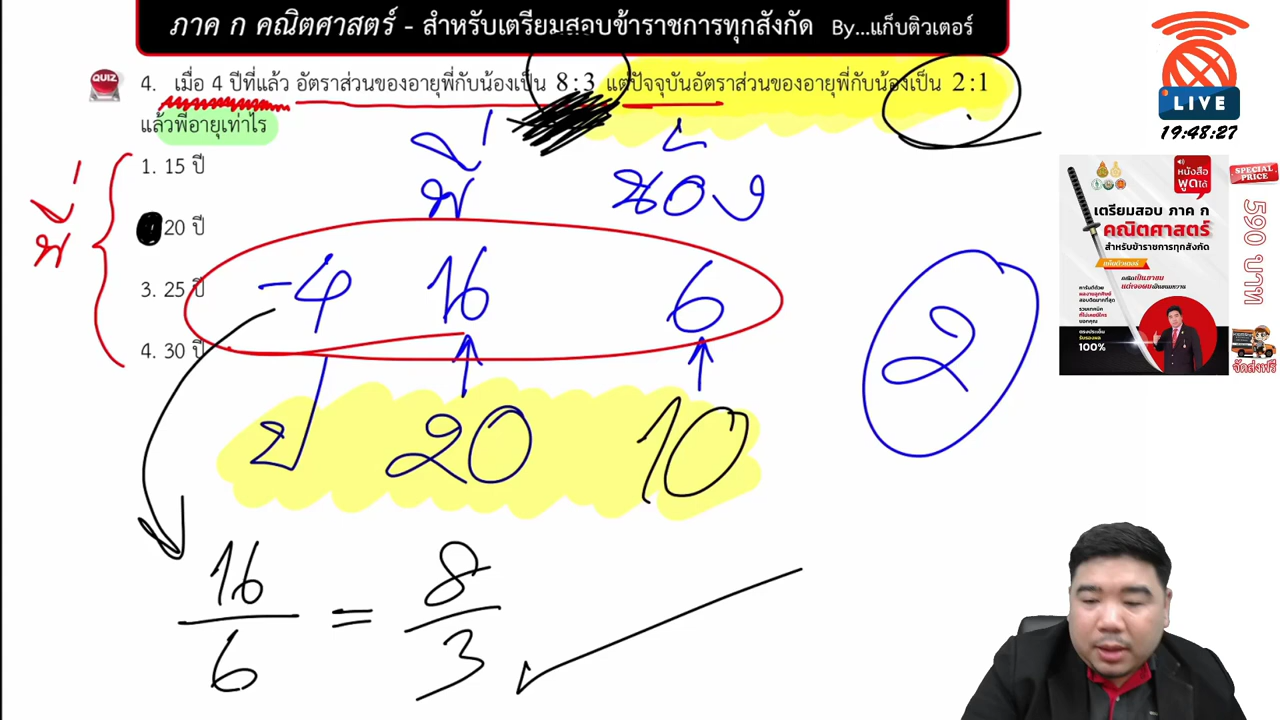 ภาค ก คณิตศาสตร์ - สำหรับเตรียมสอบข้าราชการทุกสังกัด By...แก็บติวเตอร์
QUIZ
4. เมื่อ 4 ปีที่แล้ว อัตราส่วนของอายุพี่กับน้องเป็น 8:3 แต่ปัจจุบันอัตราส่วนของอายุพี่กับน้องเป็น 2:1
แล้วพี่อายุเท่าไร
1. 15 ปี
20 ปี
3. 25 ปี
4. 30 ปี
พี่
พี่ น้อง
-4 16 6
ป 20 10
2
16/6 = 8/3
LIVE
19:48:27
หนังสือ
พูดได้
SPECIAL
PRICE
เตรียมสอบ ภาค ก
คณิตศาสตร์
สำหรับข้าราชการทุกสังกัด
แก็บติวเตอร์
100%
590 บาท
จัดส่งฟรี